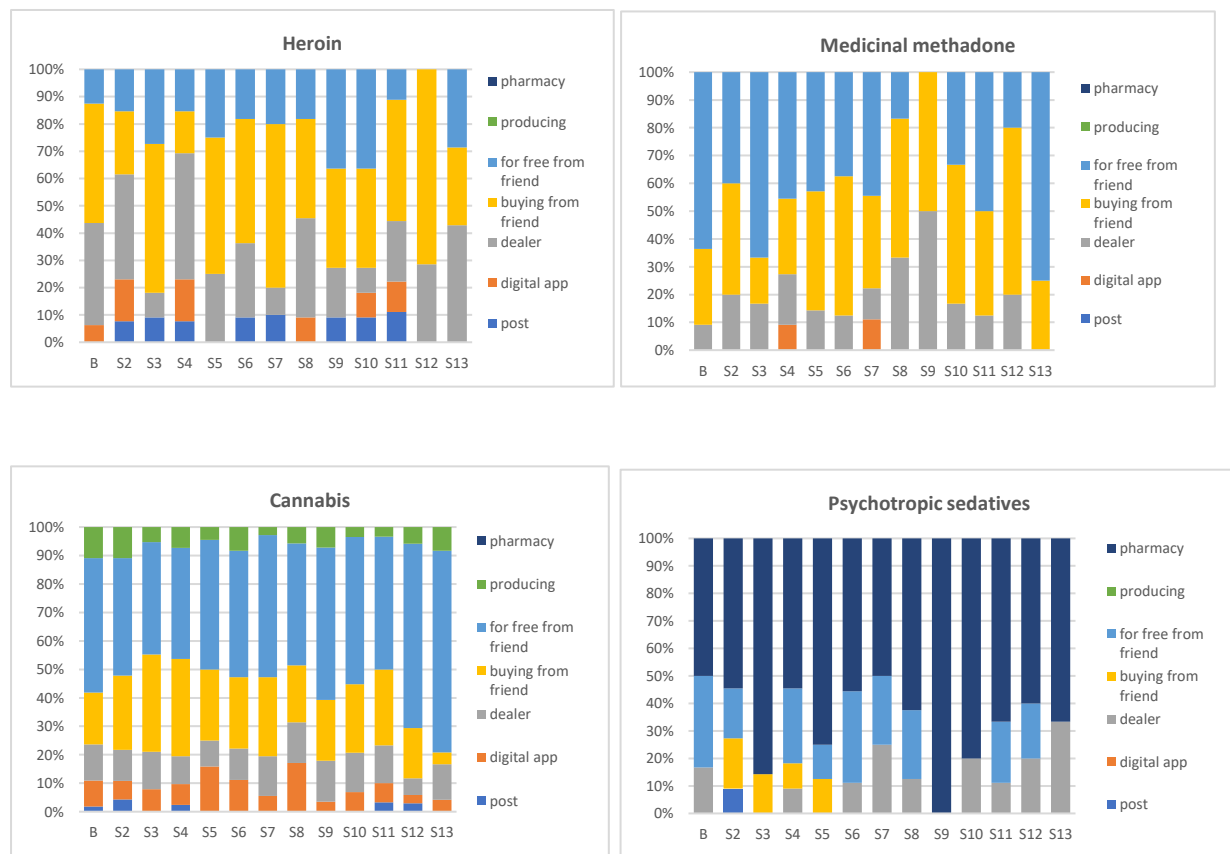 Heroin
100%
90%
80%
70%
60%
50%
40%
30%
20%
10%
0%
B S2 S3 S4 S5 S6 S7 S8 S9 S10 S11 S12 S13
pharmacy
producing
for free from
friend
buying from
friend
dealer
digital app
post
Medicinal methadone
100%
90%
80%
70%
60%
50%
40%
30%
20%
10%
0%
B S2 S3 S4 S5 S6 S7 S8 S9 S10 S11 S12 S13
pharmacy
producing
for free from
friend
buying from
friend
dealer
digital app
post
Cannabis
100%
90%
80%
70%
60%
50%
40%
30%
20%
10%
0%
B S2 S3 S4 S5 S6 S7 S8 S9 S10 S11 S12 S13
pharmacy
producing
for free from
friend
buying from
friend
dealer
digital app
post
Psychotropic sedatives
100%
90%
80%
70%
60%
50%
40%
30%
20%
10%
0%
B S2 S3 S4 S5 S6 S7 S8 S9 S10 S11 S12 S13
pharmacy
producing
for free from
friend
buying from
friend
dealer
digital app
post